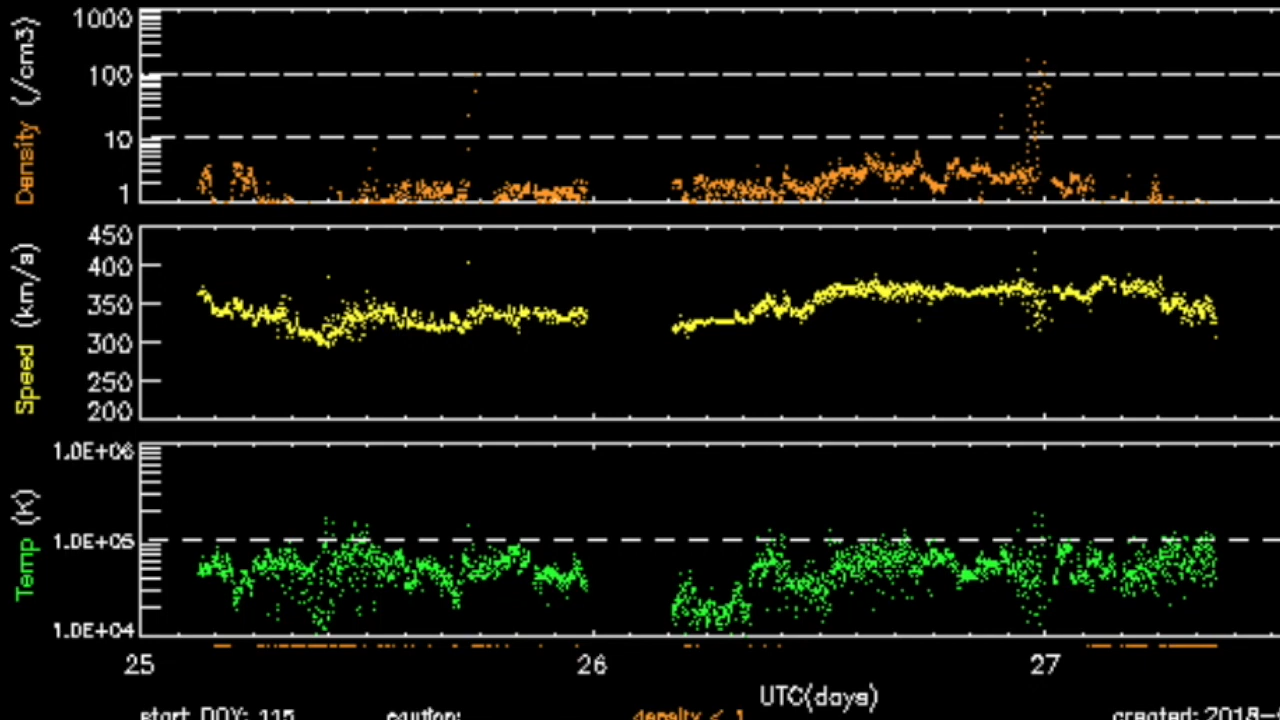 Density (/cm3)
1000
100
10
1
Speed (km/s)
450
400
350
300
250
200
Temp (K)
1.0E+06
1.0E+05
1.0E+04
25 26 27
UTC(days)
start DOY: 115 caution: density < 1 created: 2018-